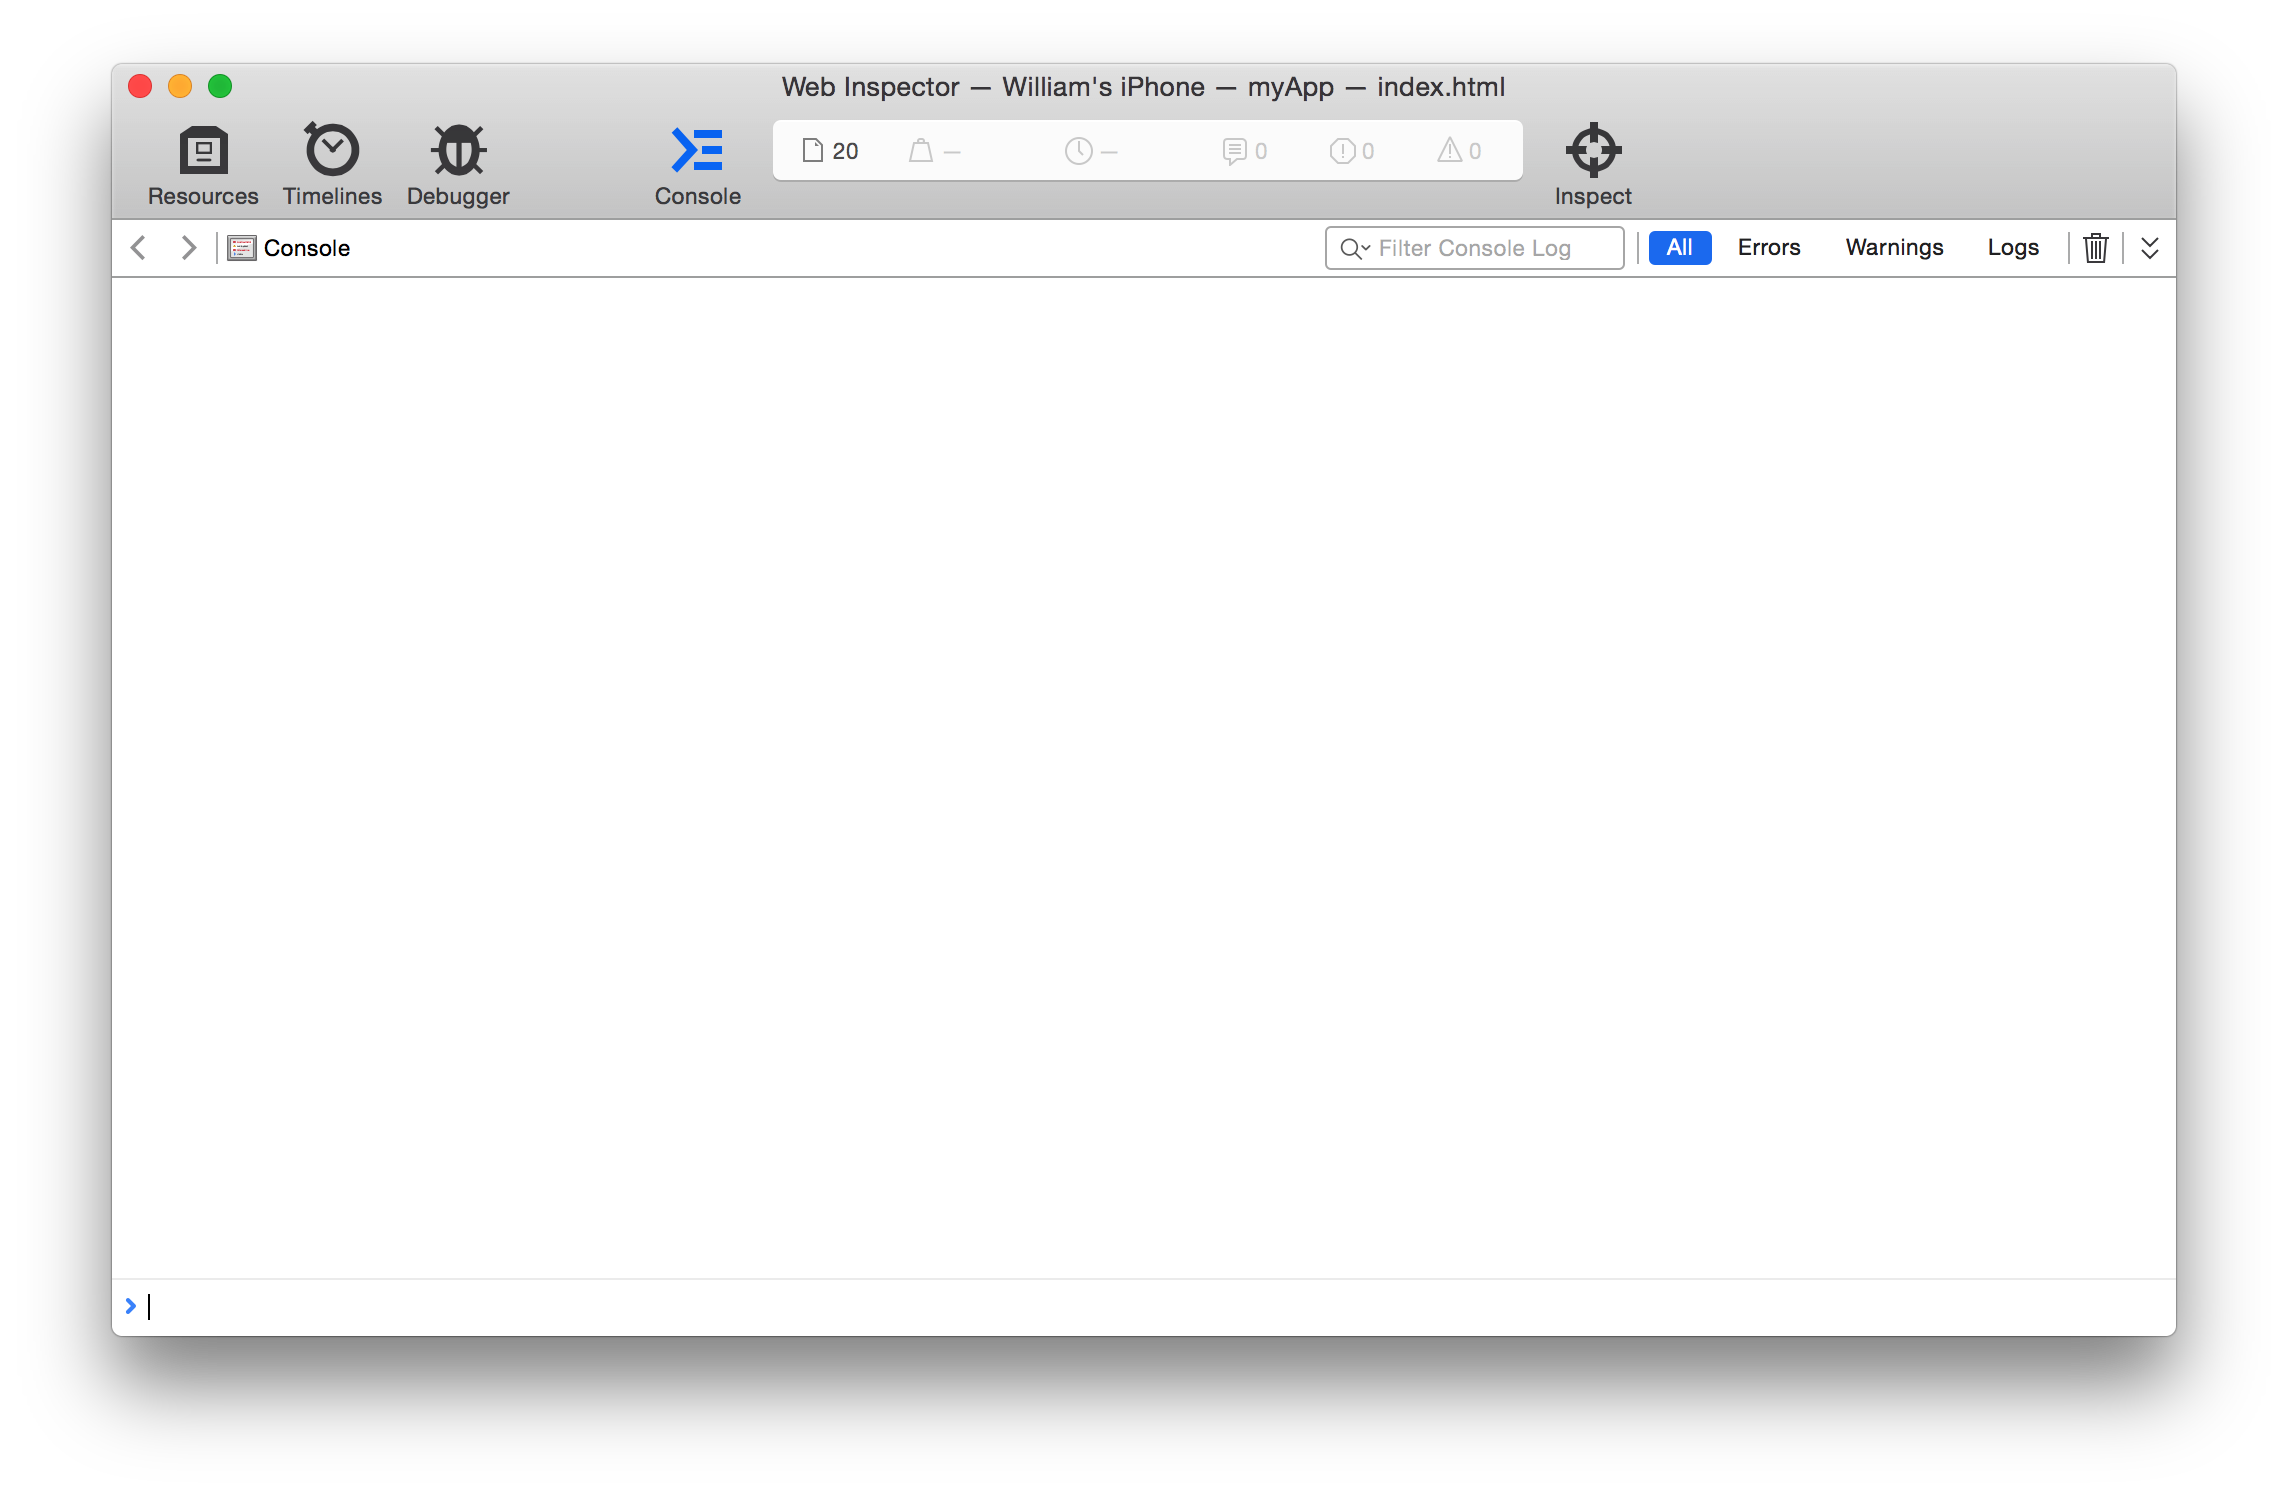 Web Inspector — William's iPhone — myApp — index.html
20 — — 0 0 0
Resources Timelines Debugger Console Inspect
Console Filter Console Log All Errors Warnings Logs